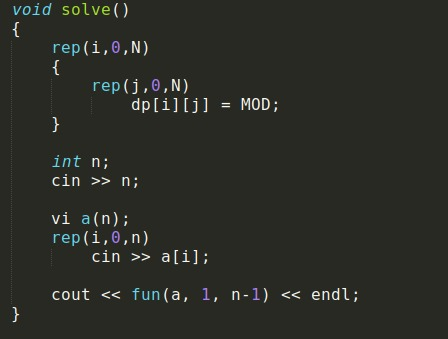 void solve()
{
    rep(i,0,N)
    {
        rep(j,0,N)
            dp[i][j] = MOD;
    }
    int n;
    cin >> n;
    vi a(n);
    rep(i,0,n)
        cin >> a[i];
    cout << fun(a, 1, n-1) << endl;
}